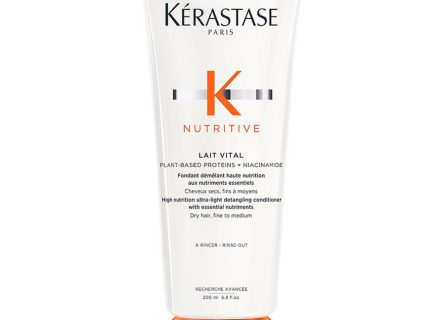 KÉRASTASE
PARIS
K
NUTRITIVE
LAIT VITAL
PLANT-BASED PROTEINS + NIACINAMIDE
Fondant démêlant haute nutrition
aux nutriments essentiels
Cheveux secs, fins à moyens
High nutrition ultra-light detangling conditioner
with essential nutriments
Dry hair, fine to medium
À RINCER - RINSE-OUT
RECHERCHE AVANCÉE
200 ml 6.8 fl.oz.